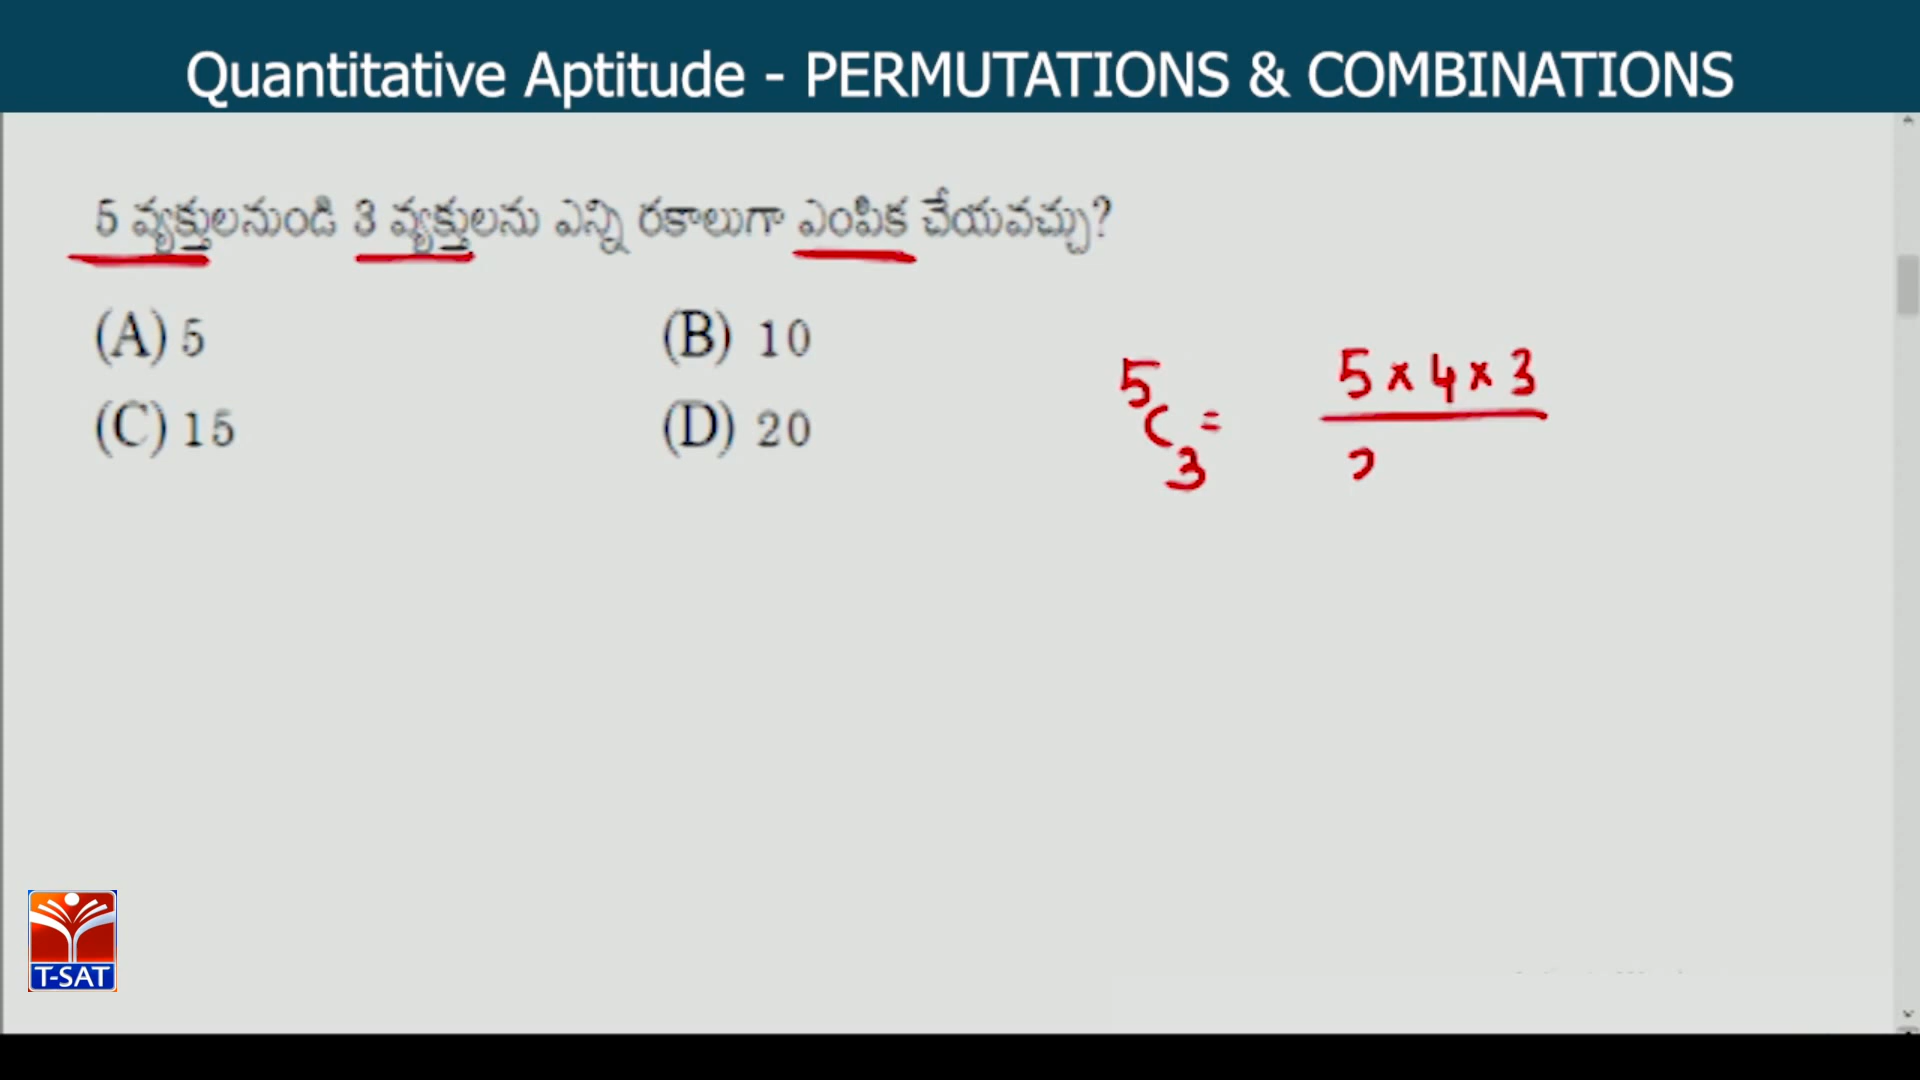 Quantitative Aptitude - PERMUTATIONS & COMBINATIONS
5 వ్యక్తులనుండి 3 వ్యక్తులను ఎన్ని రకాలుగా ఎంపిక చేయవచ్చు?
(A) 5
(B) 10
(C) 15
(D) 20
5C3 =
5 × 4 × 3
T-SAT